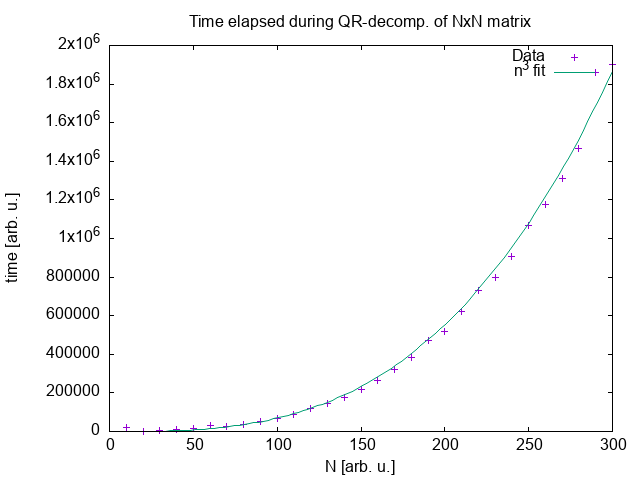 Time elapsed during QR-decomp. of NxN matrix
2x10⁶
1.8x10⁶
1.6x10⁶
1.4x10⁶
1.2x10⁶
1x10⁶
800000
600000
400000
200000
0
time [arb. u.]
Data
n³ fit
0 50 100 150 200 250 300
N [arb. u.]